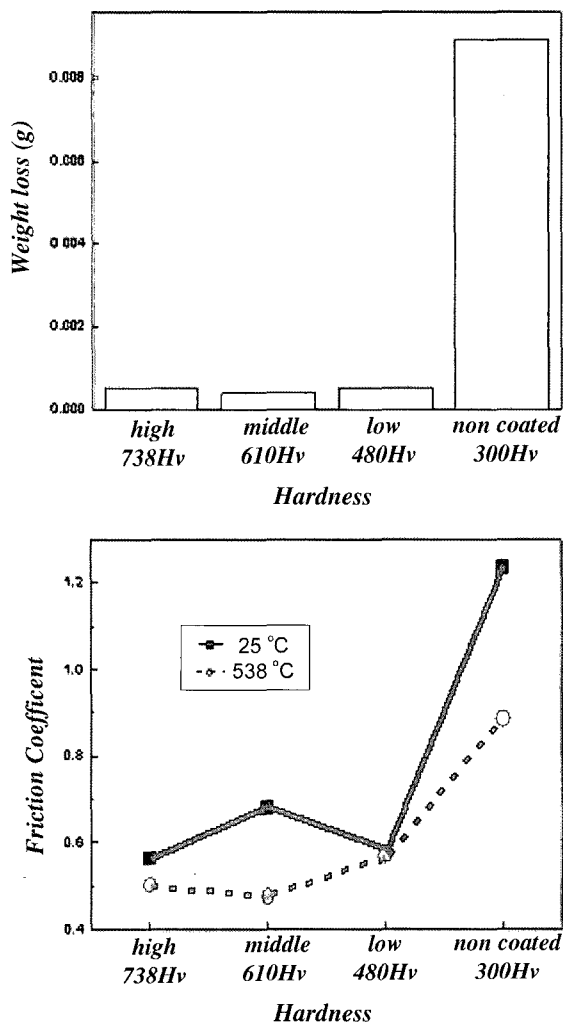 Weight loss (g)
0.008
0.006
0.004
0.002
0.000
high
middle
low
non coated
738Hv
610Hv
480Hv
300Hv
Hardness
Friction Coefficent
1.2
1.0
0.8
0.6
0.4
25 °C
538 °C
high
middle
low
non coated
738Hv
610Hv
480Hv
300Hv
Hardness